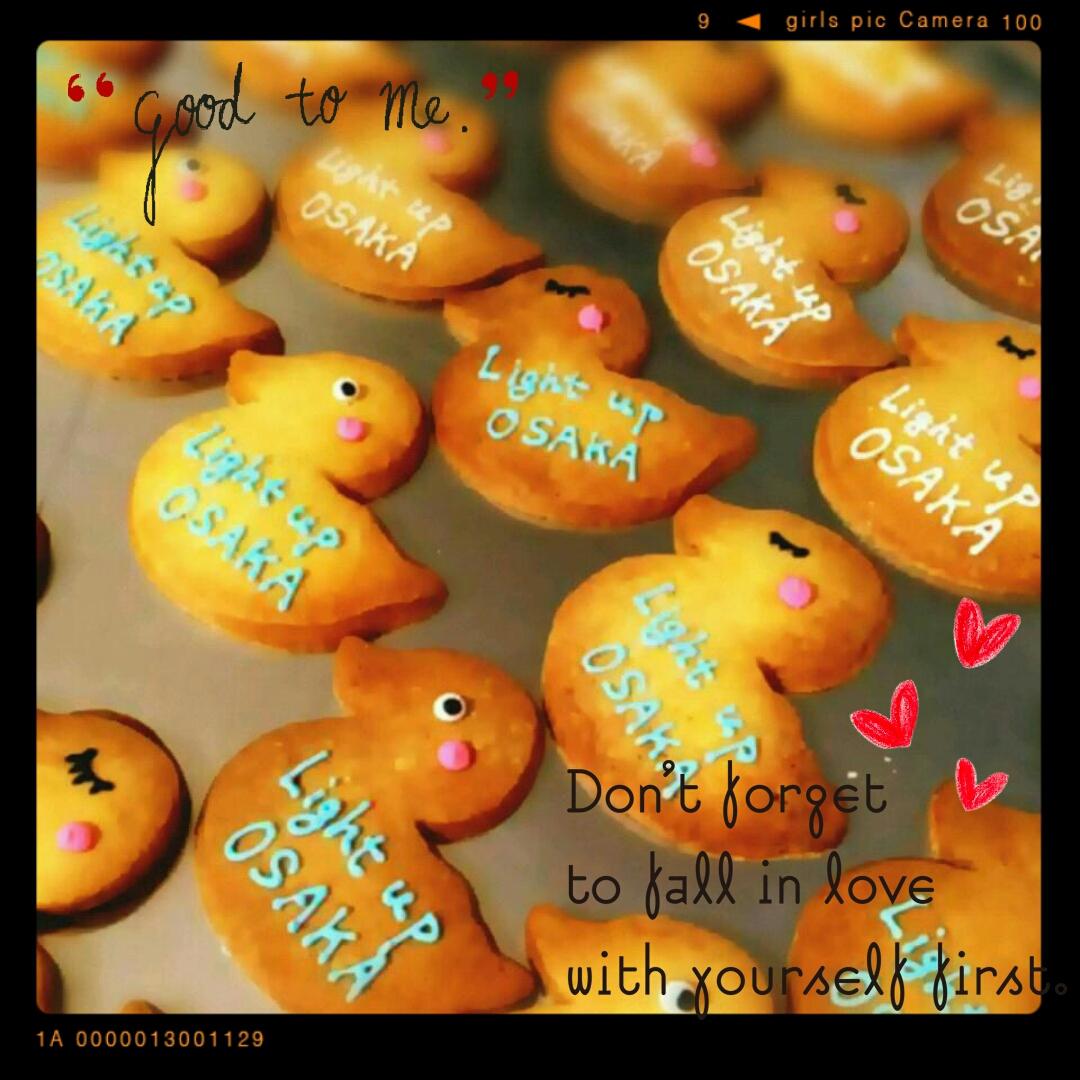 9 ◀ girls pic Camera 100
“ good to me. ”
Light up
OSAKA
Light up
OSAKA
OSAKA
Light up
OSAKA
OSA
Light up
OSAKA
Light up
OSAKA
Light up
OSAKA
Light up
OSAKA
Light up
OSAKA
Don't forget
to fall in love
with yourself first.
1A 0000013001129